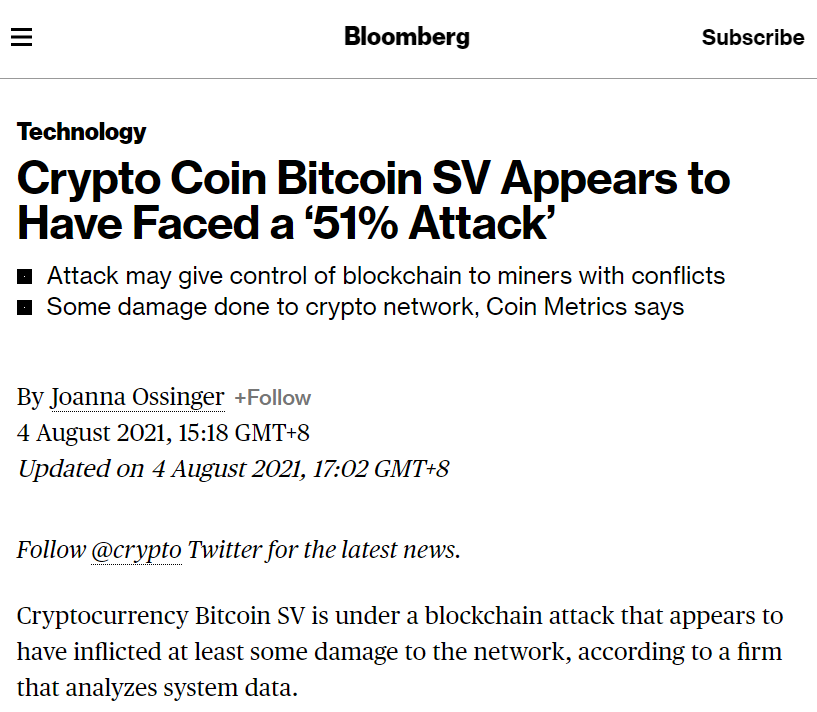 Bloomberg
Subscribe
Technology
Crypto Coin Bitcoin SV Appears to
Have Faced a ‘51% Attack’
Attack may give control of blockchain to miners with conflicts
Some damage done to crypto network, Coin Metrics says
By Joanna Ossinger +Follow
4 August 2021, 15:18 GMT+8
Updated on 4 August 2021, 17:02 GMT+8
Follow @crypto Twitter for the latest news.
Cryptocurrency Bitcoin SV is under a blockchain attack that appears to
have inflicted at least some damage to the network, according to a firm
that analyzes system data.